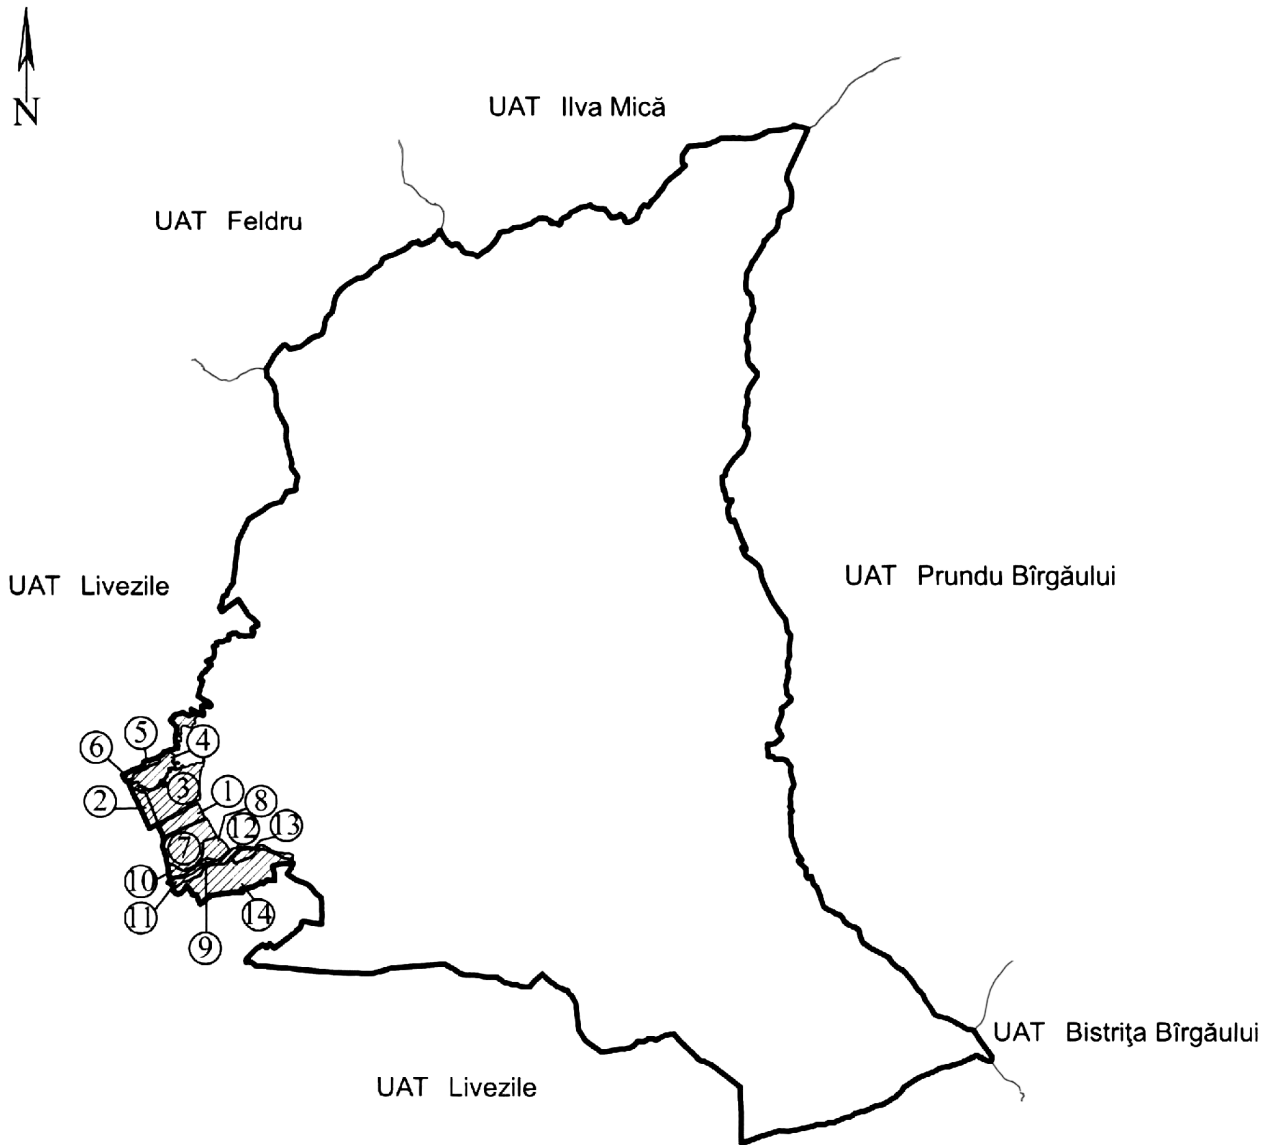 N
UAT Ilva Mică
UAT Feldru
UAT Livezile
UAT Prundu Bîrgăului
5
4
6
3
2
1
8
12
13
7
10
11
14
9
UAT Bistriţa Bîrgăului
UAT Livezile